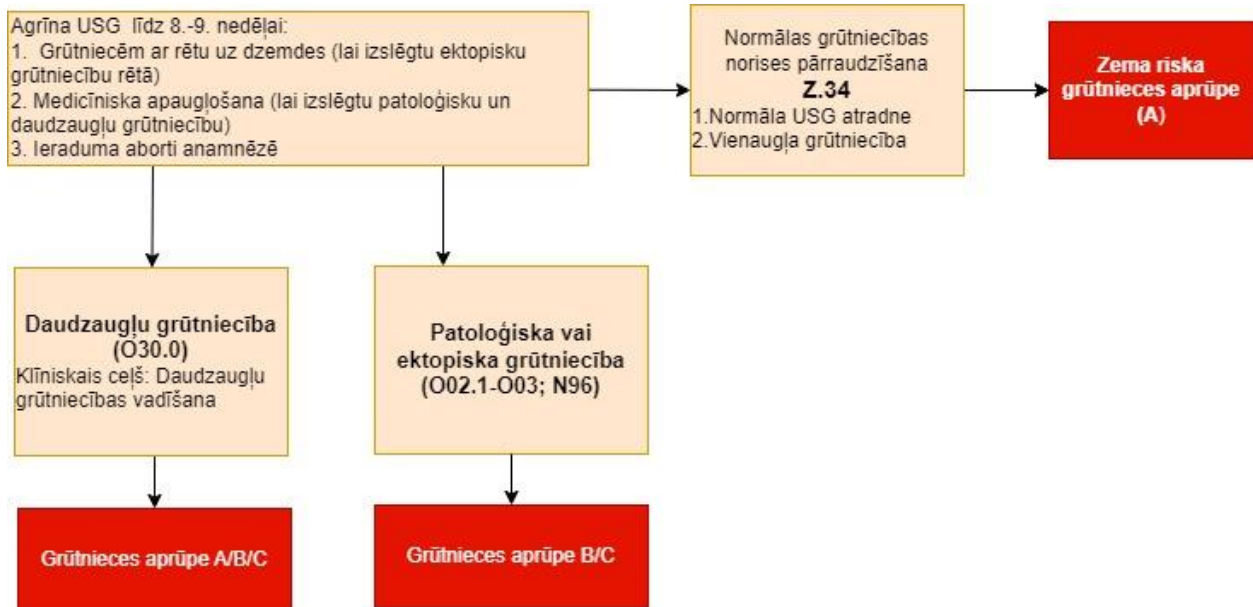 Agrīna USG līdz 8.-9. nedēļai:
1. Grūtniecēm ar rētu uz dzemdes (lai izslēgtu ektopisku
grūtniecību rētā)
2. Medicīniska apaugļošana (lai izslēgtu patoloģisku un
daudzaugļu grūtniecību)
3. Ieraduma aborti anamnēzē
Normālas grūtniecības
norises pārraudzīšana
Z.34
1.Normāla USG atradne
2.Vienaugļa grūtniecība
Zema riska
grūtnieces aprūpe
(A)
Daudzaugļu grūtniecība
(O30.0)
Klīniskais ceļš: Daudzaugļu
grūtniecības vadīšana
Patoloģiska vai
ektopiska grūtniecība
(O02.1-O03; N96)
Grūtnieces aprūpe A/B/C
Grūtnieces aprūpe B/C